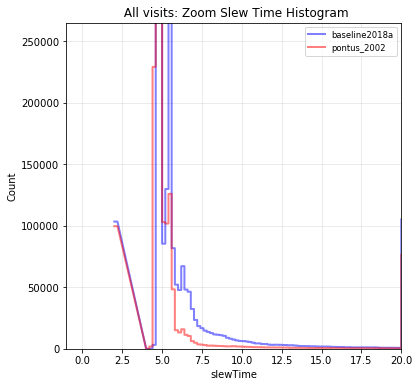 All visits: Zoom Slew Time Histogram
baseline2018a
pontus_2002
250000
200000
150000
100000
50000
0
Count
0.0 2.5 5.0 7.5 10.0 12.5 15.0 17.5 20.0
slewTime